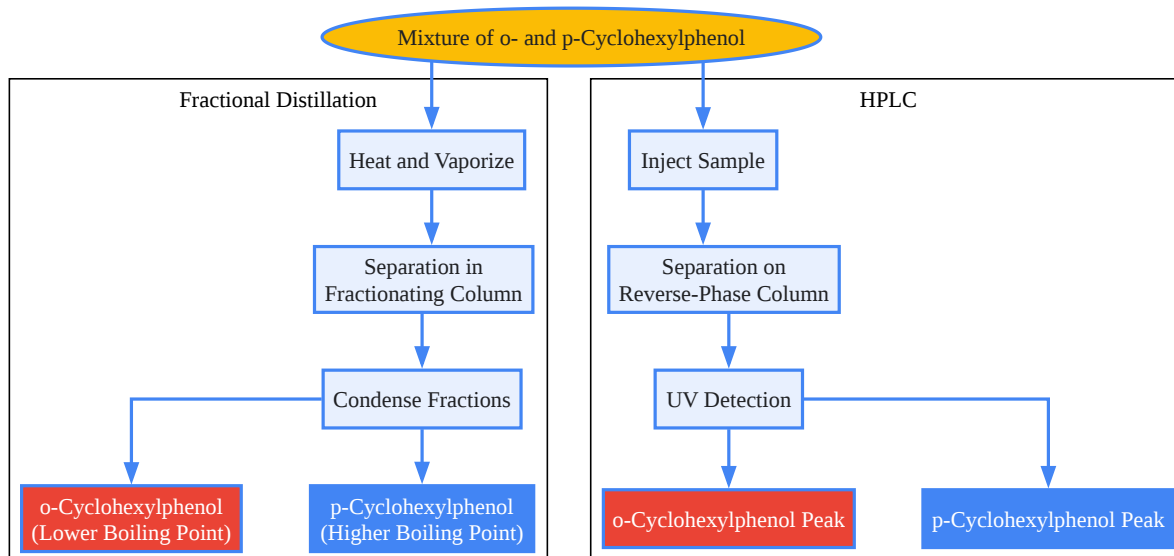 Mixture of o- and p-Cyclohexylphenol
Fractional Distillation
Heat and Vaporize
Separation in
Fractionating Column
Condense Fractions
o-Cyclohexylphenol
(Lower Boiling Point)
p-Cyclohexylphenol
(Higher Boiling Point)
HPLC
Inject Sample
Separation on
Reverse-Phase Column
UV Detection
o-Cyclohexylphenol Peak
p-Cyclohexylphenol Peak